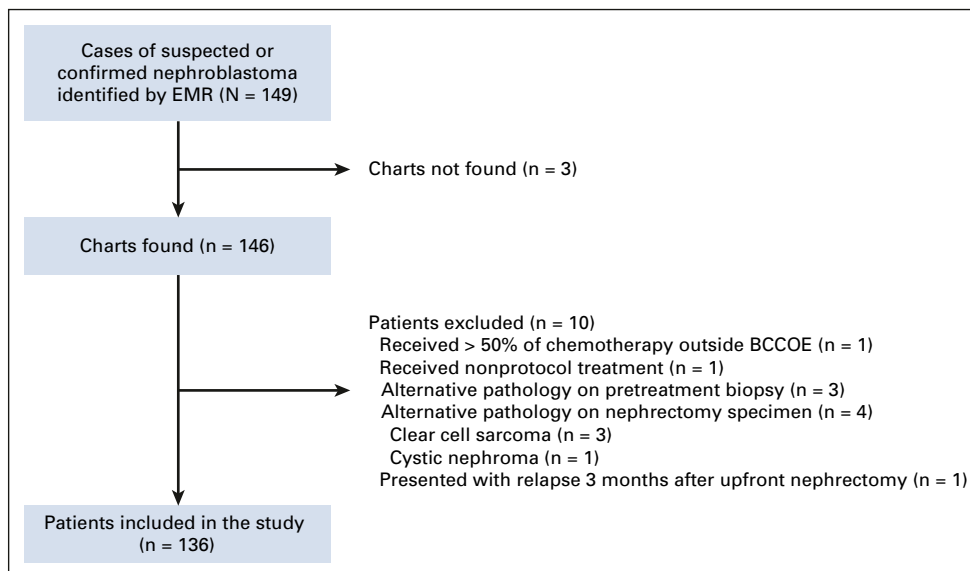 Cases of suspected or
confirmed nephroblastoma
identified by EMR (N = 149)
Charts not found (n = 3)
Charts found (n = 146)
Patients excluded (n = 10)
Received > 50% of chemotherapy outside BCCOE (n = 1)
Received nonprotocol treatment (n = 1)
Alternative pathology on pretreatment biopsy (n = 3)
Alternative pathology on nephrectomy specimen (n = 4)
Clear cell sarcoma (n = 3)
Cystic nephroma (n = 1)
Presented with relapse 3 months after upfront nephrectomy (n = 1)
Patients included in the study
(n = 136)